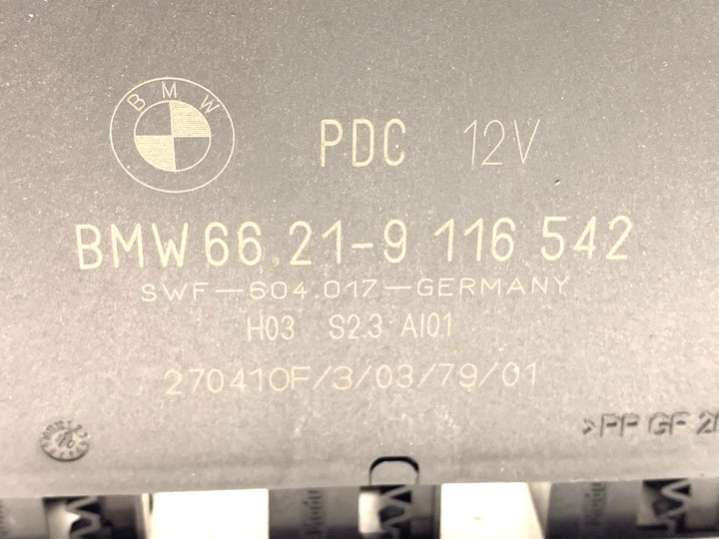 BMW
PDC 12V
BMW 66.21-9 116 542
SWF-604.017-GERMANY
H03 S2.3 AI01
270410F/3/03/79/01
>PP GF